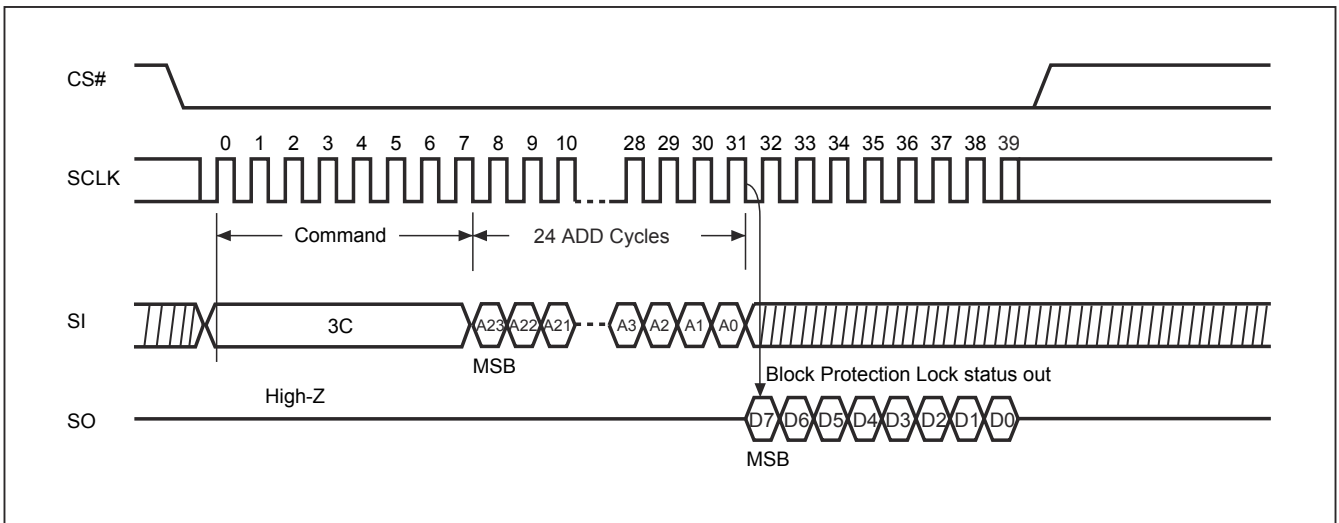 CS#
0 1 2 3 4 5 6 7 8 9 10 28 29 30 31 32 33 34 35 36 37 38 39
SCLK
Command 24 ADD Cycles
SI 3C A23 A22 A21 A3 A2 A1 A0
MSB
Block Protection Lock status out
High-Z
SO D7 D6 D5 D4 D3 D2 D1 D0
MSB